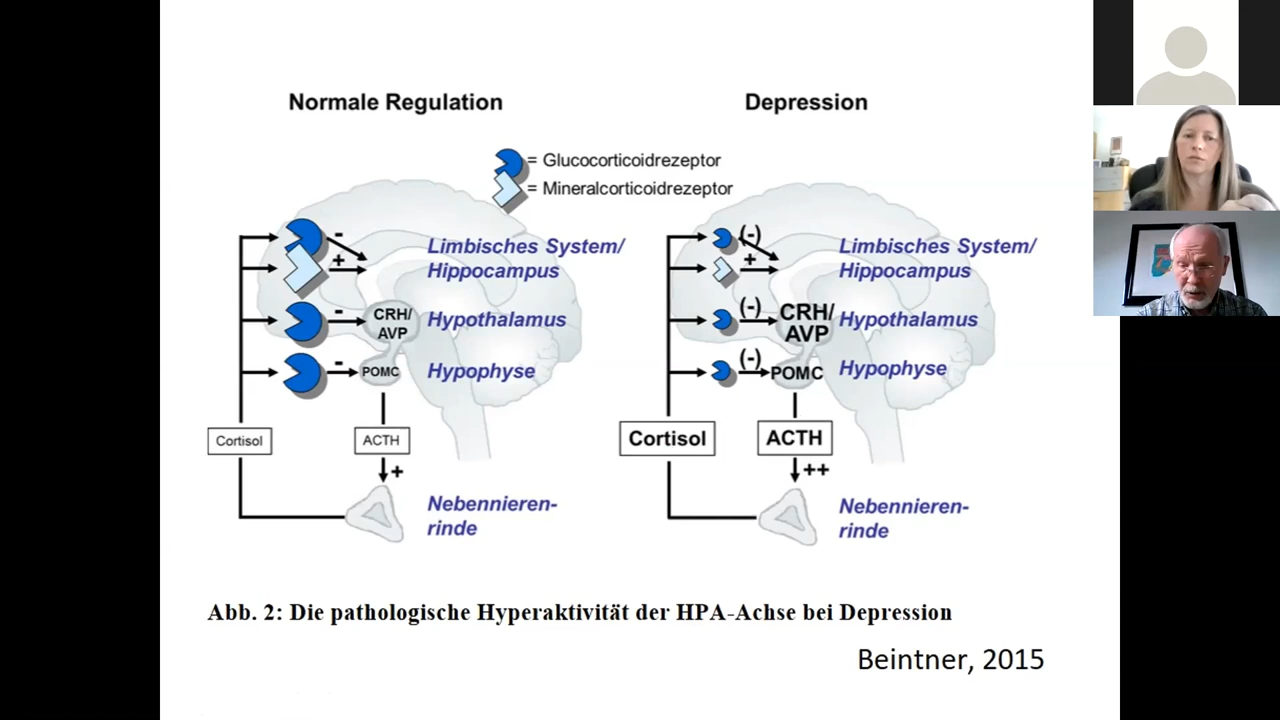 Normale Regulation
Depression
= Glucocorticoidrezeptor
= Mineralcorticoidrezeptor
-
+
Limbisches System/
Hippocampus
-
CRH/
AVP
Hypothalamus
-
POMC
Hypophyse
Cortisol
ACTH
+
Nebennieren-
rinde
(-)
+
Limbisches System/
Hippocampus
(-)
CRH/
AVP
Hypothalamus
(-)
POMC
Hypophyse
Cortisol
ACTH
++
Nebennieren-
rinde
Abb. 2: Die pathologische Hyperaktivität der HPA-Achse bei Depression
Beintner, 2015